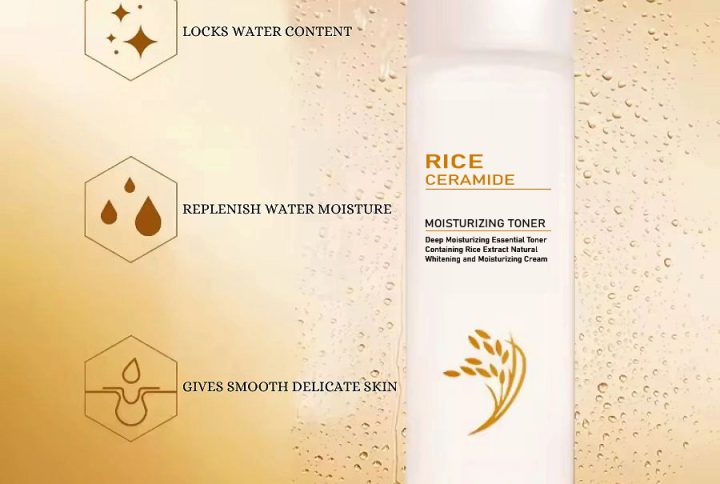 LOCKS WATER CONTENT
REPLENISH WATER MOISTURE
GIVES SMOOTH DELICATE SKIN
RICE
CERAMIDE
MOISTURIZING TONER
Deep Moisturizing Essential Toner
Containing Rice Extract Natural
Whitening and Moisturizing Cream